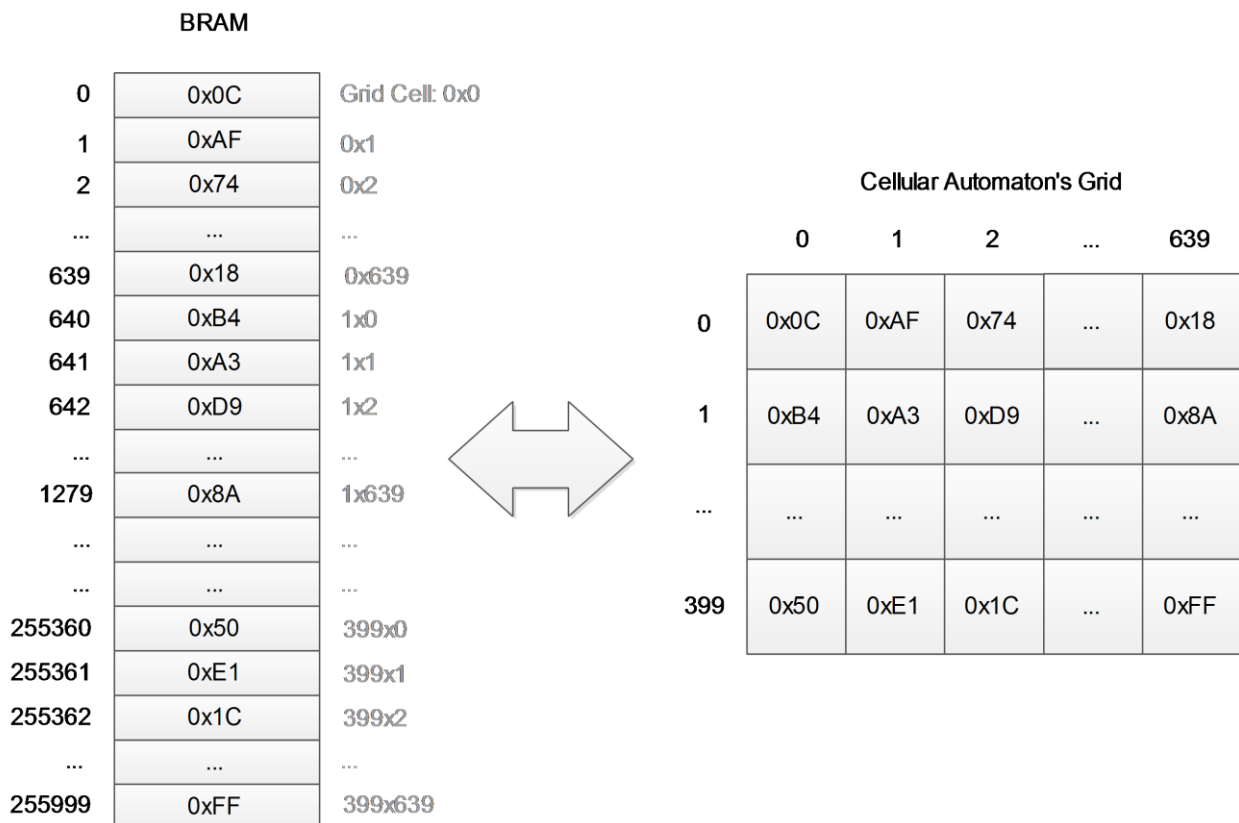 BRAM
0 0x0C Grid Cell: 0x0
1 0xAF 0x1
2 0x74 0x2
... ... ...
639 0x18 0x639
640 0xB4 1x0
641 0xA3 1x1
642 0xD9 1x2
... ... ...
1279 0x8A 1x639
... ... ...
... ... ...
255360 0x50 399x0
255361 0xE1 399x1
255362 0x1C 399x2
... ... ...
255999 0xFF 399x639
Cellular Automaton's Grid
0 1 2 ... 639
0 0x0C 0xAF 0x74 ... 0x18
1 0xB4 0xA3 0xD9 ... 0x8A
... ... ... ... ... ...
399 0x50 0xE1 0x1C ... 0xFF